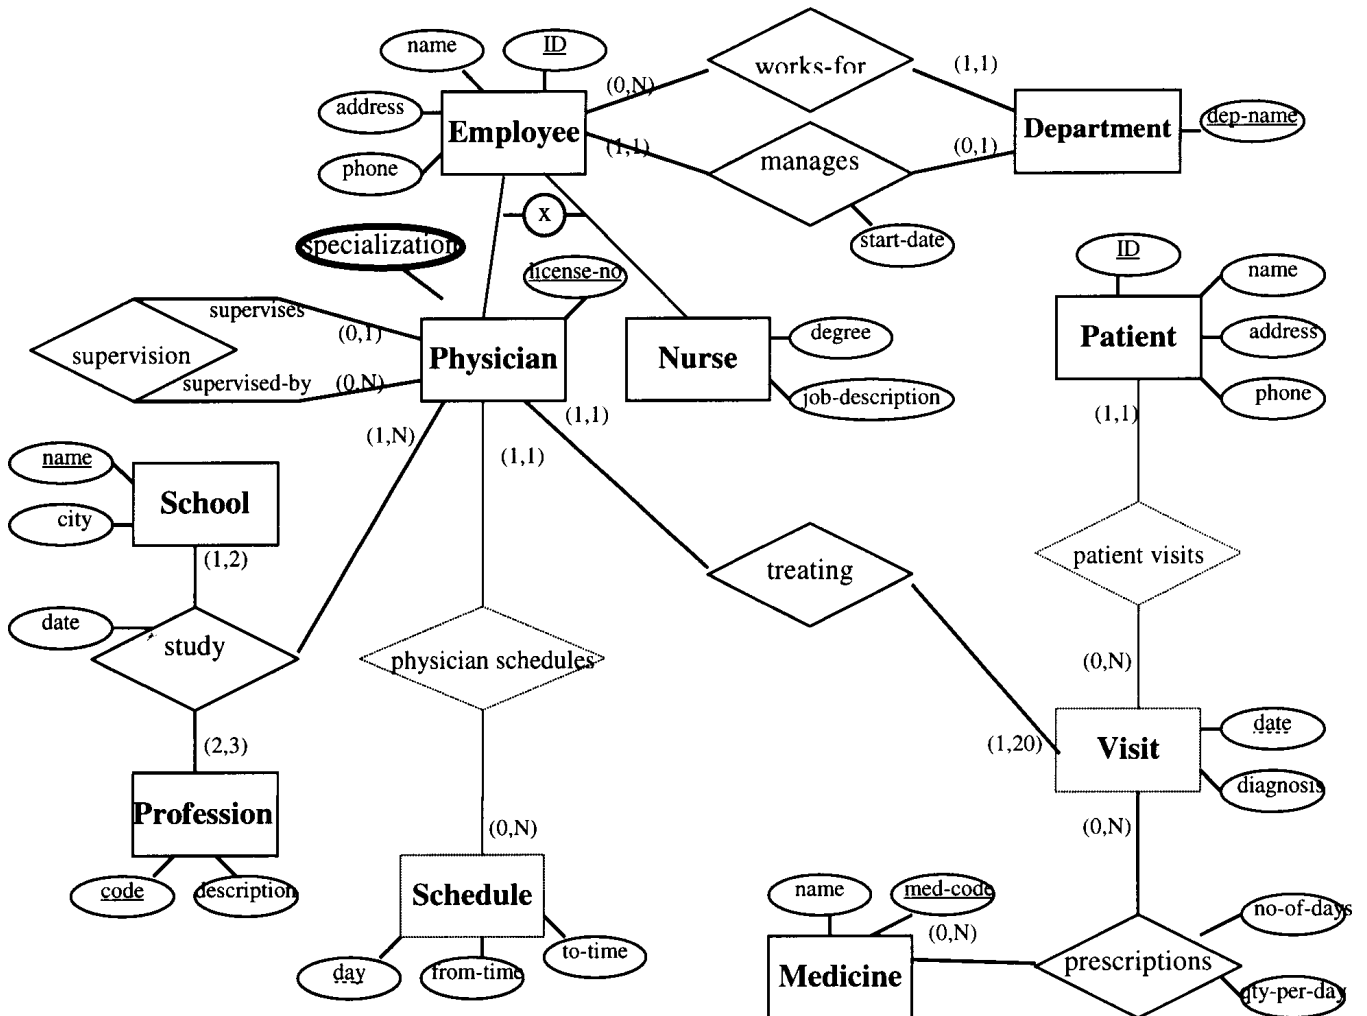 name
ID
works-for
(0,N)
(1,1)
address
Employee
Department
dep-name
phone
(1,1)
manages
(0,1)
x
start-date
specialization
license-no
ID
name
supervises
(0,1)
supervision
Physician
Nurse
degree
Patient
address
supervised-by
(0,N)
job-description
phone
(1,N)
(1,1)
(1,1)
(1,1)
name
School
city
(1,2)
treating
patient visits
date
study
physician schedules
(0,N)
(2,3)
(1,20)
Visit
date
diagnosis
Profession
(0,N)
(0,N)
code
description
Schedule
name
med-code
no-of-days
(0,N)
day
from-time
to-time
Medicine
prescriptions
qty-per-day